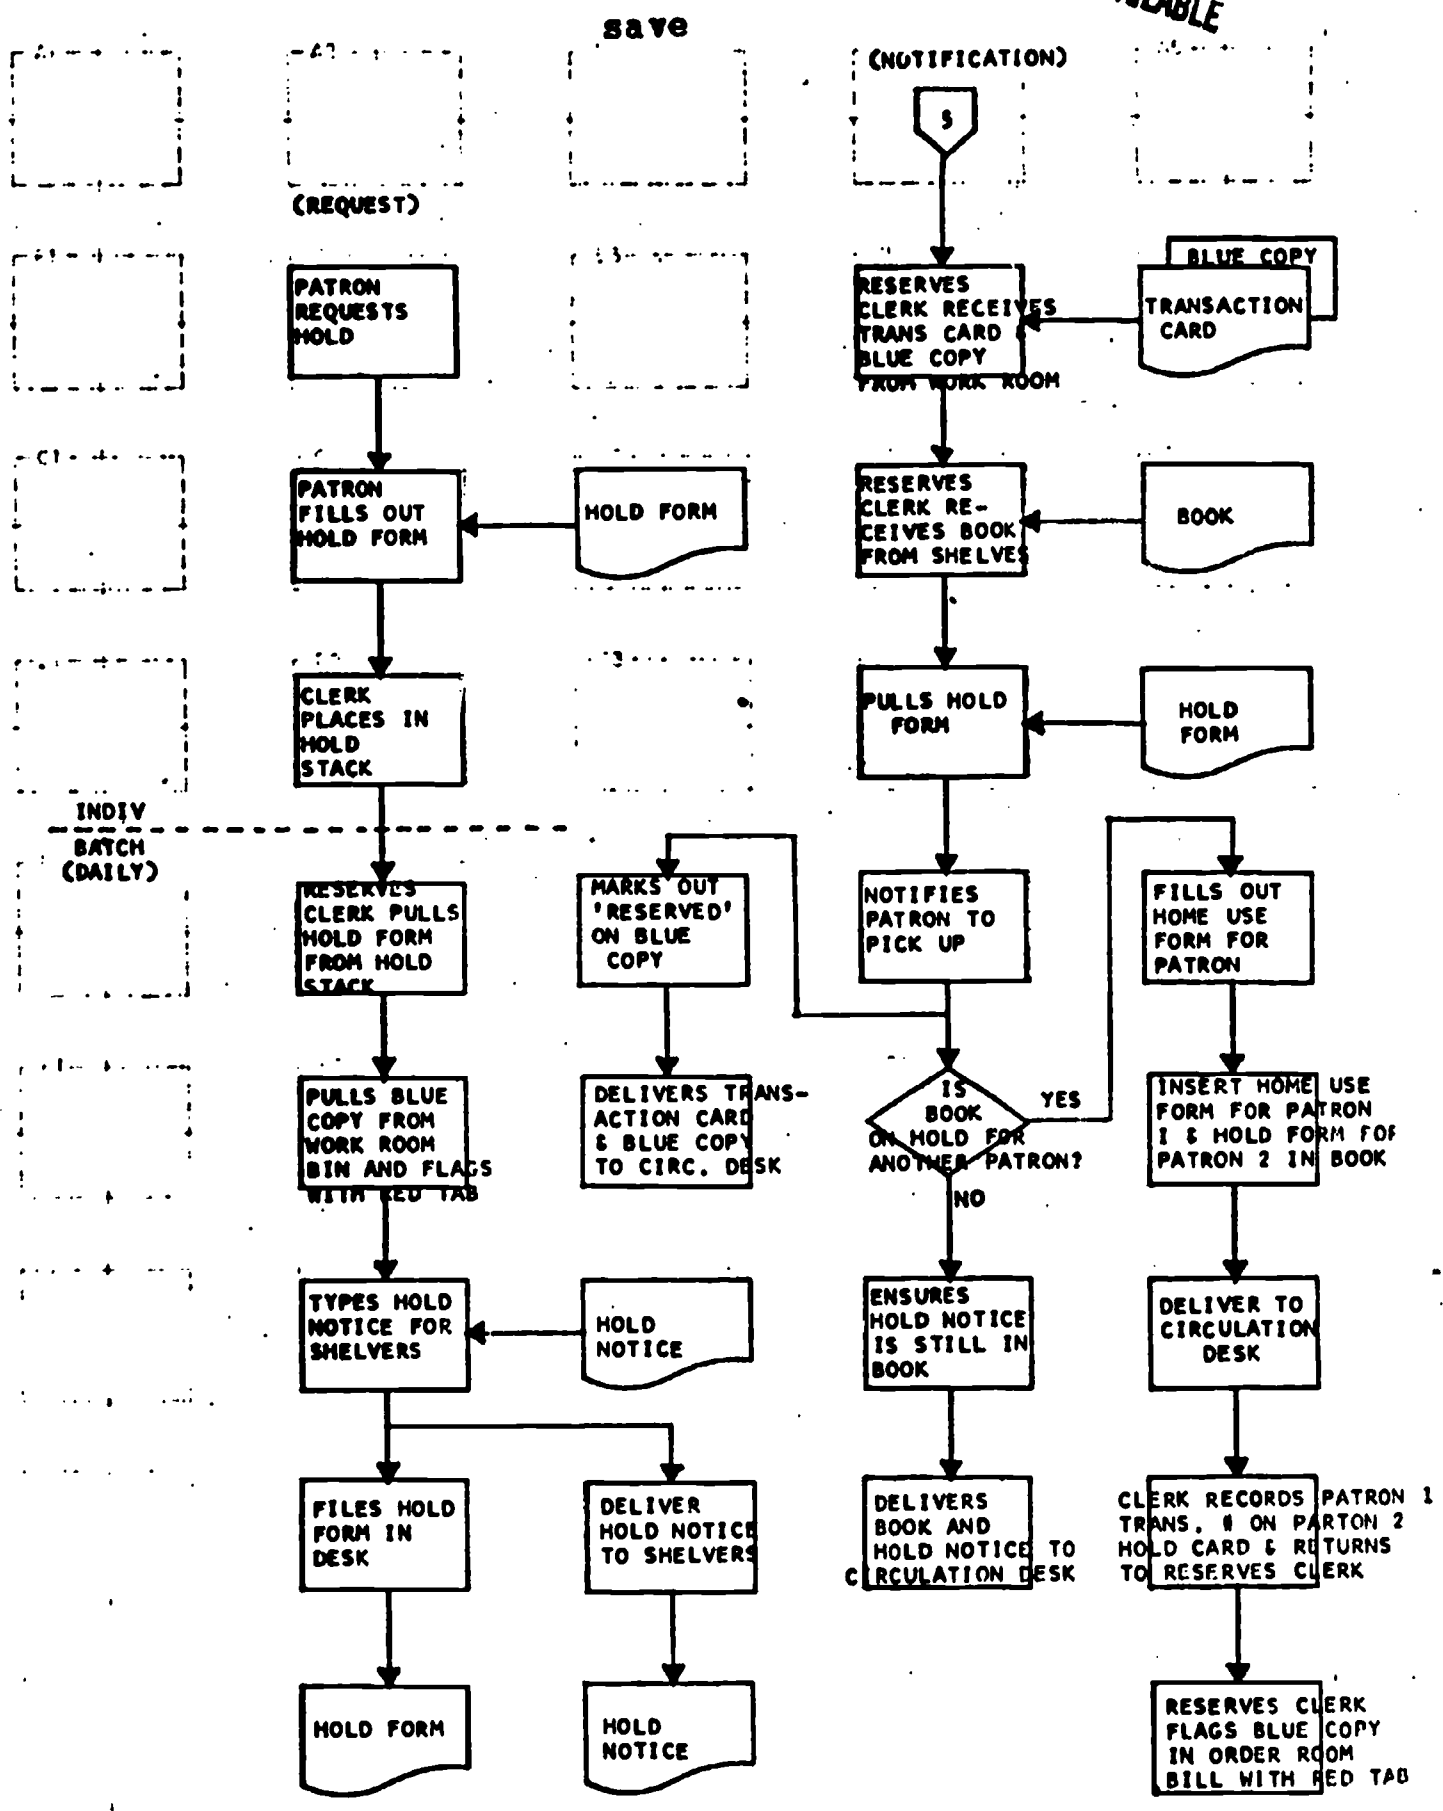 save
(REQUEST)
PATRON
REQUESTS
HOLD
PATRON
FILLS OUT
HOLD FORM
HOLD FORM
CLERK
PLACES IN
HOLD
STACK
INDIV
BATCH
(DAILY)
RESERVES
CLERK PULLS
HOLD FORM
FROM HOLD
STACK
PULLS BLUE
COPY FROM
WORK ROOM
BIN AND FLAGS
WITH RED TAB
TYPES HOLD
NOTICE FOR
SHELVERS
HOLD
NOTICE
FILES HOLD
FORM IN
DESK
HOLD FORM
DELIVER
HOLD NOTICE
TO SHELVERS
HOLD
NOTICE
(NOTIFICATION)
5
RESERVES
CLERK RECEIVES
TRANS CARD &
BLUE COPY
FROM WORK ROOM
BLUE COPY
TRANSACTION
CARD
RESERVES
CLERK RE-
CEIVES BOOK
FROM SHELVES
BOOK
PULLS HOLD
FORM
HOLD
FORM
NOTIFIES
PATRON TO
PICK UP
MARKS OUT
'RESERVED'
ON BLUE
COPY
DELIVERS TRANS-
ACTION CARD
& BLUE COPY
TO CIRC. DESK
IS
BOOK
ON HOLD FOR
ANOTHER PATRON?
YES
NO
ENSURES
HOLD NOTICE
IS STILL IN
BOOK
DELIVERS
BOOK AND
HOLD NOTICE TO
CIRCULATION DESK
FILLS OUT
HOME USE
FORM FOR
PATRON
INSERT HOME USE
FORM FOR PATRON
1 & HOLD FORM FOR
PATRON 2 IN BOOK
DELIVER TO
CIRCULATION
DESK
CLERK RECORDS PATRON 1
TRANS. # ON PARTON 2
HOLD CARD & RETURNS
TO RESERVES CLERK
RESERVES CLERK
FLAGS BLUE COPY
IN ORDER ROOM
BILL WITH RED TAB